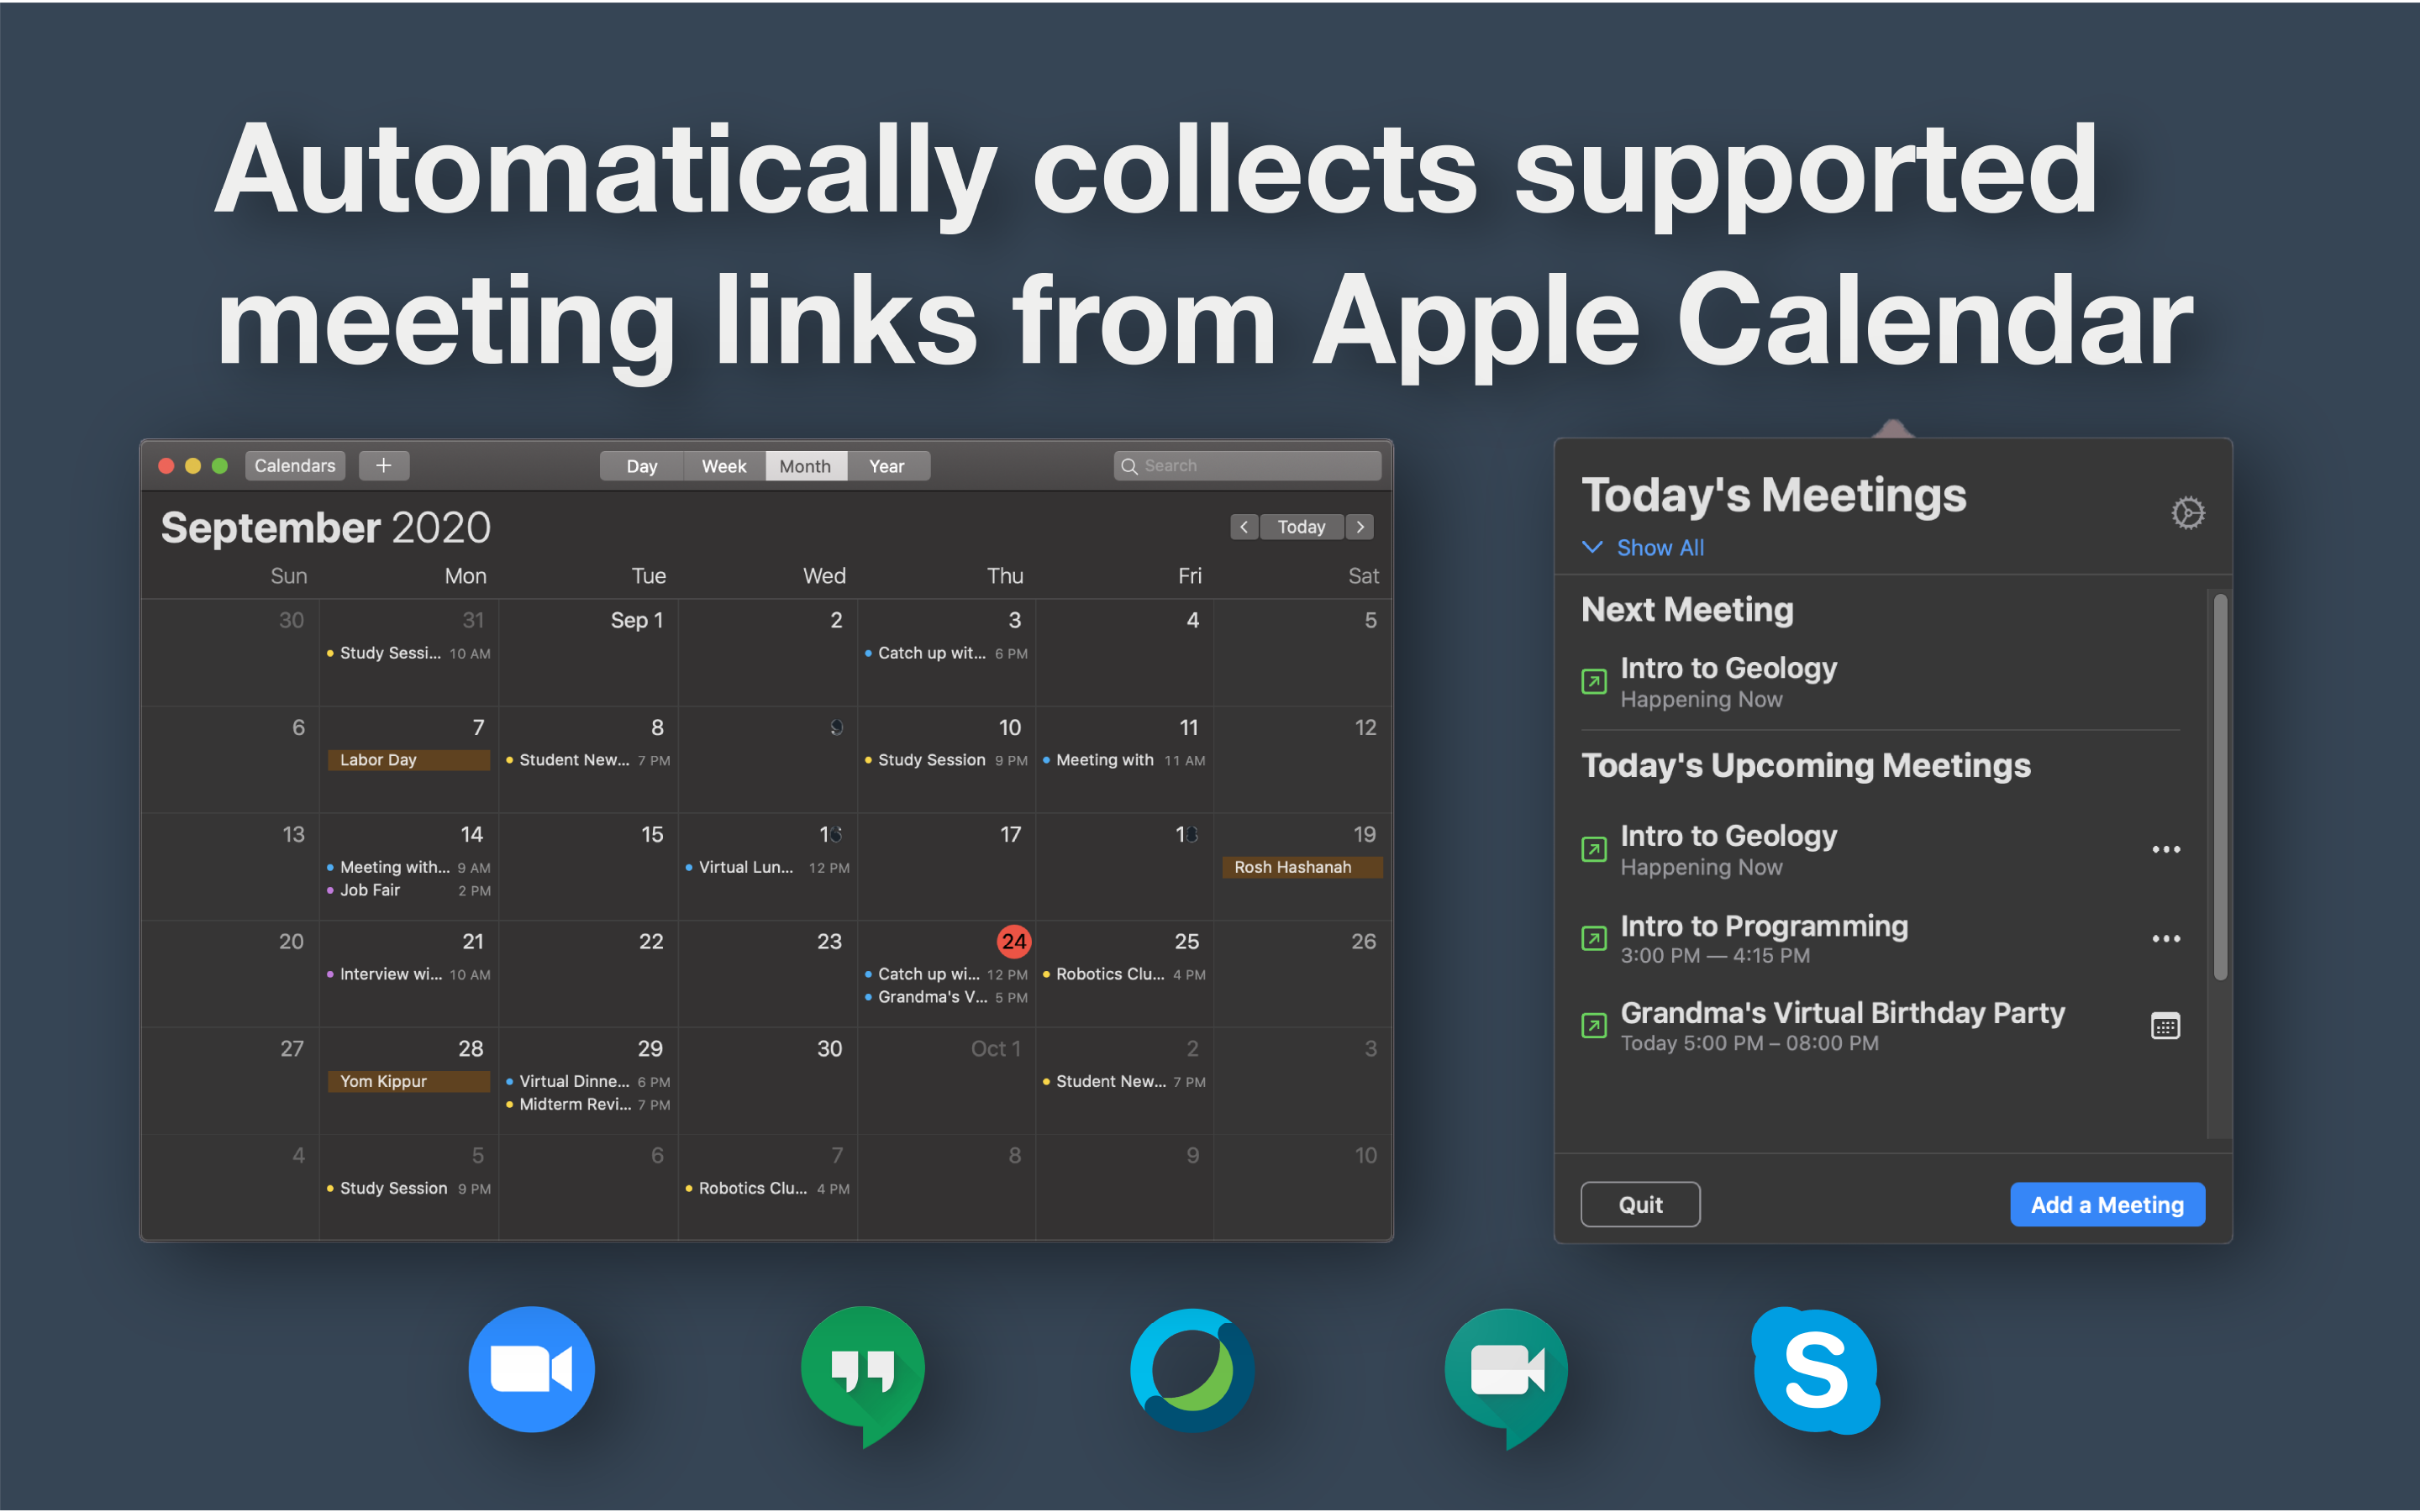 Automatically collects supported
meeting links from Apple Calendar
Calendars
+
Day Week Month Year
Search
September 2020
< Today >
Sun Mon Tue Wed Thu Fri Sat
30 31 Sep 1 2 3 4 5
Study Sessi... 10 AM Catch up wit... 6 PM
6 7 8 9 10 11 12
Labor Day Student New... 7 PM Study Session 9 PM Meeting with 11 AM
13 14 15 16 17 18 19
Meeting with... 9 AM Virtual Lun... 12 PM Rosh Hashanah
Job Fair 2 PM
20 21 22 23 24 25 26
Interview wi... 10 AM Catch up wi... 12 PM Robotics Clu... 4 PM
Grandma's V... 5 PM
27 28 29 30 Oct 1 2 3
Yom Kippur Virtual Dinne... 6 PM Student New... 7 PM
Midterm Revi... 7 PM
4 5 6 7 8 9 10
Study Session 9 PM Robotics Clu... 4 PM
Today's Meetings
Show All
Next Meeting
Intro to Geology
Happening Now
Today's Upcoming Meetings
Intro to Geology
Happening Now
Intro to Programming
3:00 PM — 4:15 PM
Grandma's Virtual Birthday Party
Today 5:00 PM – 08:00 PM
Quit Add a Meeting
S